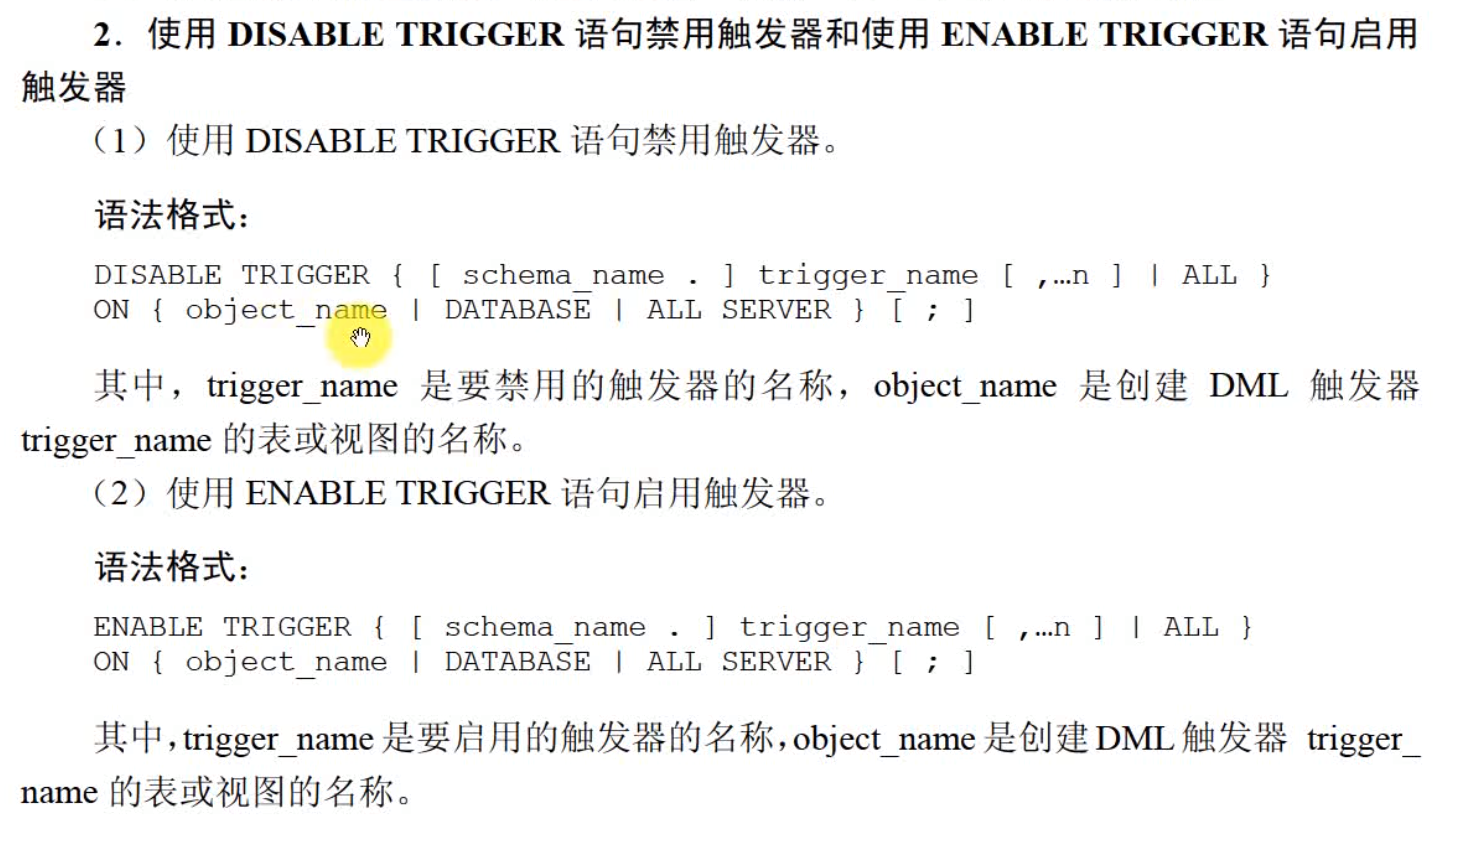 2．使用 DISABLE TRIGGER 语句禁用触发器和使用 ENABLE TRIGGER 语句启用
触发器
（1）使用 DISABLE TRIGGER 语句禁用触发器。
语法格式：
DISABLE TRIGGER { [ schema_name . ] trigger_name [ ,…n ] | ALL }
ON { object_name | DATABASE | ALL SERVER } [ ; ]
其中，trigger_name 是要禁用的触发器的名称，object_name 是创建 DML 触发器
trigger_name 的表或视图的名称。
（2）使用 ENABLE TRIGGER 语句启用触发器。
语法格式：
ENABLE TRIGGER { [ schema_name . ] trigger_name [ ,…n ] | ALL }
ON { object_name | DATABASE | ALL SERVER } [ ; ]
其中，trigger_name 是要启用的触发器的名称，object_name 是创建 DML 触发器 trigger_
name 的表或视图的名称。